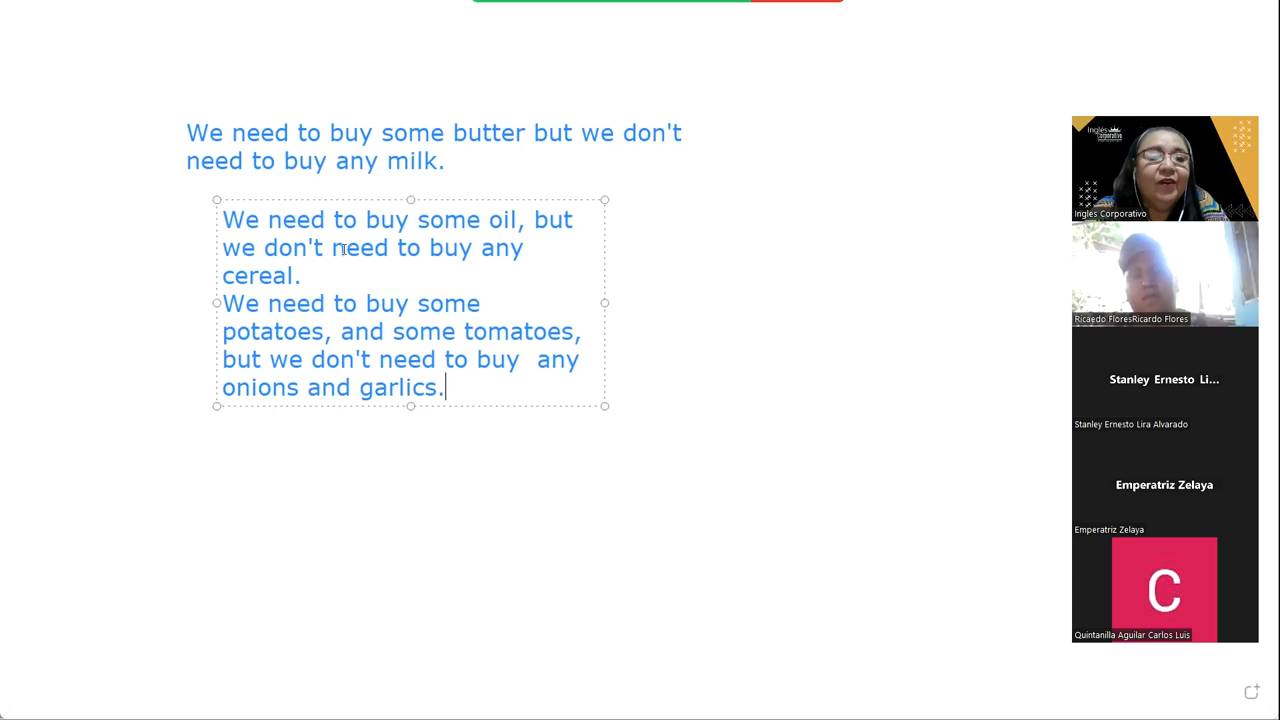 We need to buy some butter but we don't
need to buy any milk.
We need to buy some oil, but
we don't need to buy any
cereal.
We need to buy some
potatoes, and some tomatoes,
but we don't need to buy  any
onions and garlics.
Inglés
Corporativo
Ingles Corporativo
Ricaedo FloresRicardo Flores
Stanley Ernesto Li...
Stanley Ernesto Lira Alvarado
Emperatriz Zelaya
Emperatriz Zelaya
C
Quintanilla Aguilar Carlos Luis